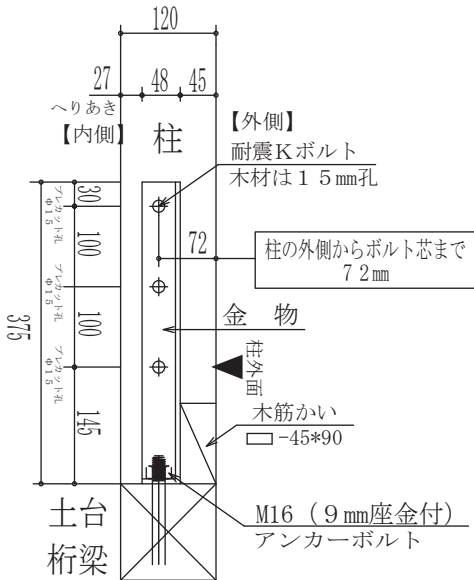 120
27
48
45
へりあき
【内側】
柱
【外側】
耐震Kボルト
木材は15mm孔
30
プレカット孔
Φ15
100
72
柱の外側からボルト芯まで
72mm
プレカット孔
Φ15
375
100
金物
柱外面
プレカット孔
Φ15
145
木筋かい
-45*90
土台
桁梁
M16(9mm座金付)
アンカーボルト